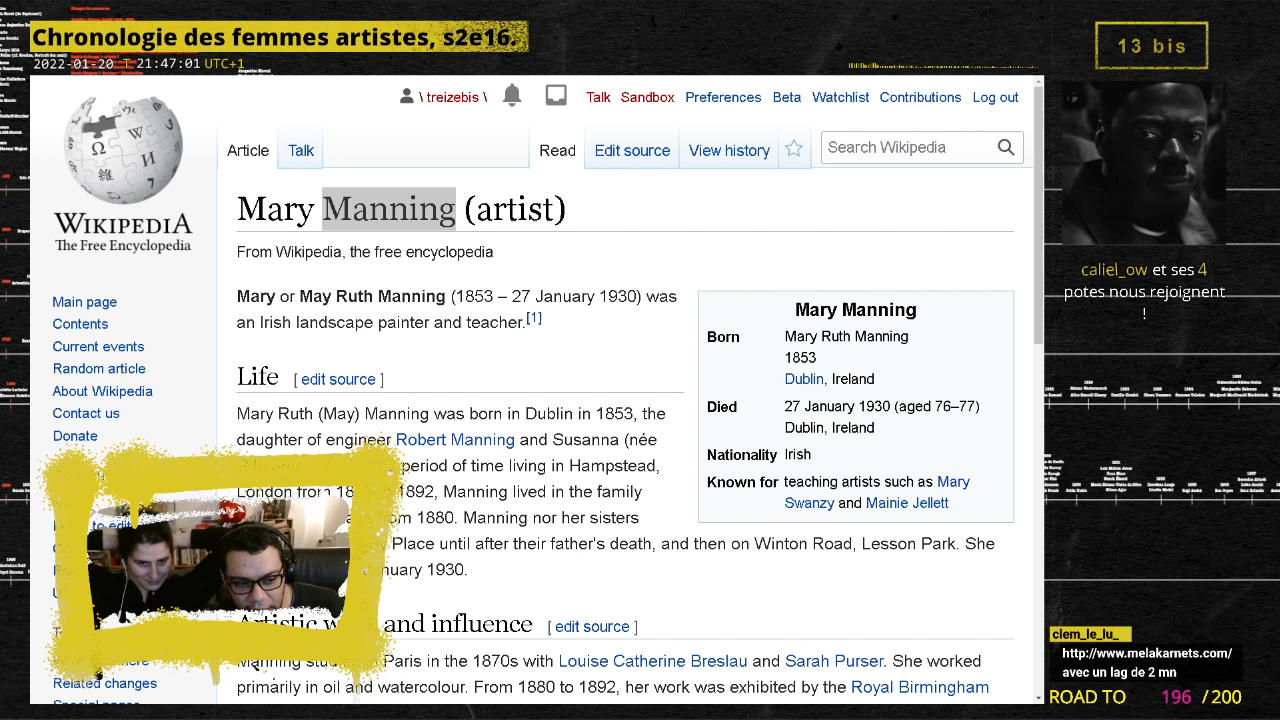 Chronologie des femmes artistes, s2e16.
2022-01-20 T 21:47:01 UTC+1
13 bis
\ treizebis \ Talk Sandbox Preferences Beta Watchlist Contributions Log out
Article Talk Read Edit source View history Search Wikipedia
WIKIPEDIA
The Free Encyclopedia
Main page
Contents
Current events
Random article
About Wikipedia
Contact us
Donate
Related changes
Mary Manning (artist)
From Wikipedia, the free encyclopedia
Mary or May Ruth Manning (1853 – 27 January 1930) was
an Irish landscape painter and teacher.[1]
Life [ edit source ]
Mary Ruth (May) Manning was born in Dublin in 1853, the
daughter of engineer Robert Manning and Susanna (née
period of time living in Hampstead,
London from Manning lived in the family
1880. Manning nor her sisters
Place until after their father's death, and then on Winton Road, Lesson Park. She
1930.
Artistic and influence [ edit source ]
Manning Paris in the 1870s with Louise Catherine Breslau and Sarah Purser. She worked
primarily in oil and watercolour. From 1880 to 1892, her work was exhibited by the Royal Birmingham
Mary Manning
Born Mary Ruth Manning
1853
Dublin, Ireland
Died 27 January 1930 (aged 76–77)
Dublin, Ireland
Nationality Irish
Known for teaching artists such as Mary
Swanzy and Mainie Jellett
caliel_ow et ses 4
potes nous rejoignent
!
clem_le_lu_
http://www.melakarnets.com/
avec un lag de 2 mn
ROAD TO 196 / 200